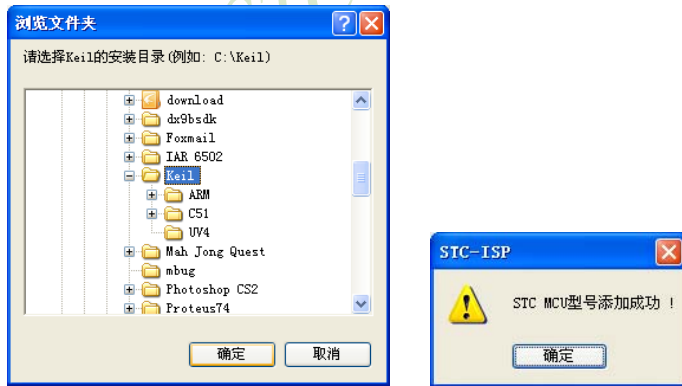 浏览文件夹
请选择Keil的安装目录(例如: C:\Keil)
download
dx9bsdk
Foxmail
IAR 6502
Keil
ARM
C51
UV4
Mah Jong Quest
mbug
Photoshop CS2
Proteus74
确定
取消
STC-ISP
STC MCU型号添加成功 !
确定